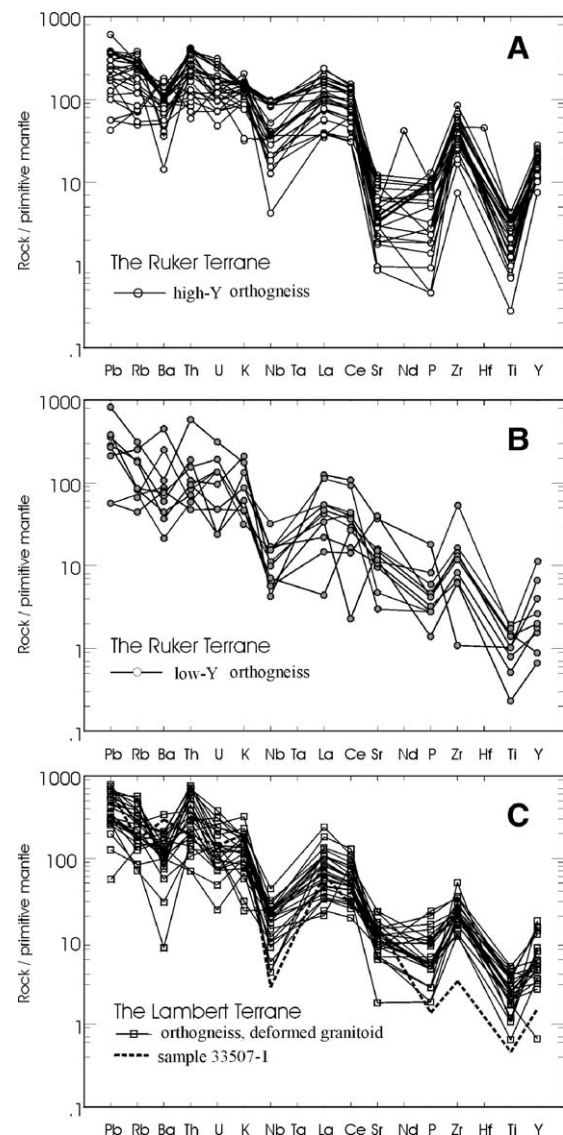 A
1000
100
10
1
.1
Rock / primitive mantle
The Ruker Terrane
high-Y orthogneiss
Pb Rb Ba Th U K Nb Ta La Ce Sr Nd P Zr Hf Ti Y
B
1000
100
10
1
.1
Rock / primitive mantle
The Ruker Terrane
low-Y orthogneiss
Pb Rb Ba Th U K Nb Ta La Ce Sr Nd P Zr Hf Ti Y
C
1000
100
10
1
.1
Rock / primitive mantle
The Lambert Terrane
orthogneiss, deformed granitoid
sample 33507-1
Pb Rb Ba Th U K Nb Ta La Ce Sr Nd P Zr Hf Ti Y